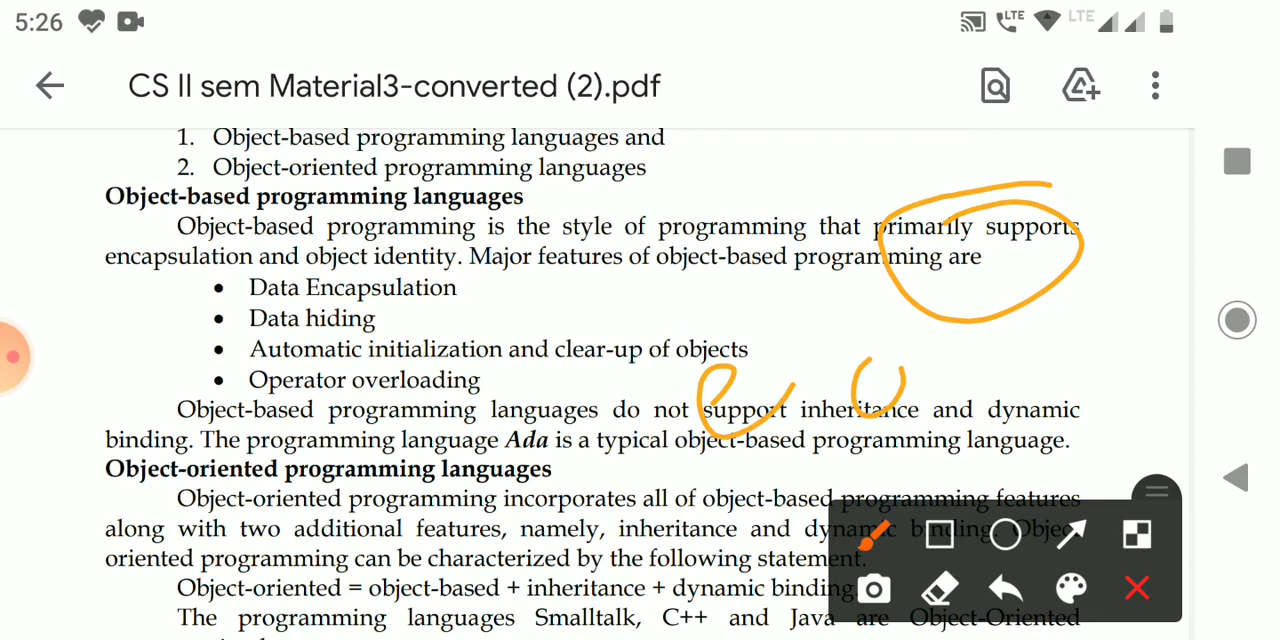 5:26 LTE LTE
CS II sem Material3-converted (2).pdf
1. Object-based programming languages and
2. Object-oriented programming languages
Object-based programming languages
Object-based programming is the style of programming that primarily supports
encapsulation and object identity. Major features of object-based programming are
• Data Encapsulation
• Data hiding
• Automatic initialization and clear-up of objects
• Operator overloading
e o
Object-based programming languages do not support inheritance and dynamic
binding. The programming language Ada is a typical object-based programming language.
Object-oriented programming languages
Object-oriented programming incorporates all of object-based programming features
along with two additional features, namely, inheritance and dynamic binding. Object
oriented programming can be characterized by the following statement.
Object-oriented = object-based + inheritance + dynamic binding.
The programming languages Smalltalk, C++ and Java are Object-Oriented